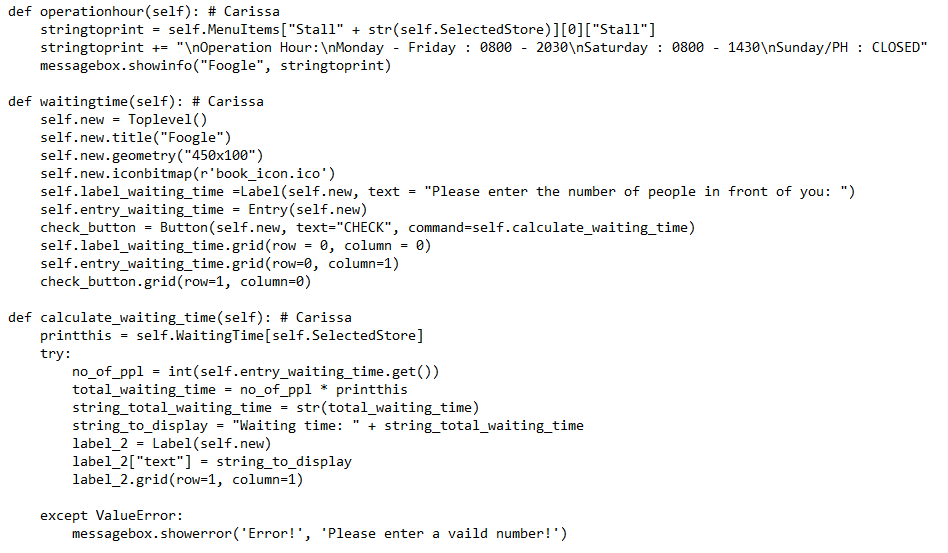 def operationhour(self): # Carissa
    stringtoprint = self.MenuItems["Stall" + str(self.SelectedStore)][0]["Stall"]
    stringtoprint += "\nOperation Hour:\nMonday - Friday : 0800 - 2030\nSaturday : 0800 - 1430\nSunday/PH : CLOSED"
    messagebox.showinfo("Foogle", stringtoprint)

def waitingtime(self): # Carissa
    self.new = Toplevel()
    self.new.title("Foogle")
    self.new.geometry("450x100")
    self.new.iconbitmap(r'book_icon.ico')
    self.label_waiting_time =Label(self.new, text = "Please enter the number of people in front of you: ")
    self.entry_waiting_time = Entry(self.new)
    check_button = Button(self.new, text="CHECK", command=self.calculate_waiting_time)
    self.label_waiting_time.grid(row = 0, column = 0)
    self.entry_waiting_time.grid(row=0, column=1)
    check_button.grid(row=1, column=0)

def calculate_waiting_time(self): # Carissa
    printthis = self.WaitingTime[self.SelectedStore]
    try:
        no_of_ppl = int(self.entry_waiting_time.get())
        total_waiting_time = no_of_ppl * printthis
        string_total_waiting_time = str(total_waiting_time)
        string_to_display = "Waiting time: " + string_total_waiting_time
        label_2 = Label(self.new)
        label_2["text"] = string_to_display
        label_2.grid(row=1, column=1)

    except ValueError:
        messagebox.showerror('Error!', 'Please enter a vaild number!')